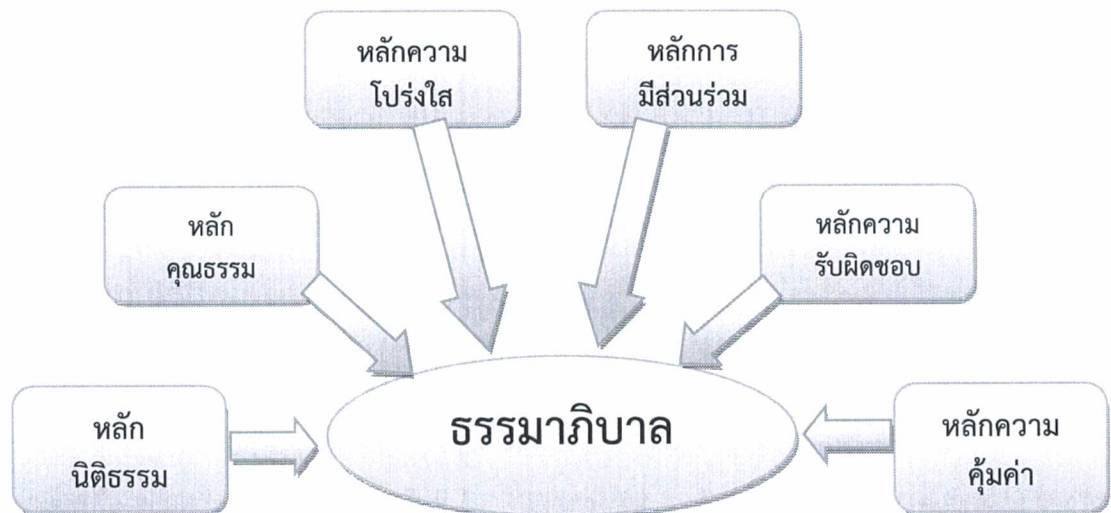 หลักความ
โปร่งใส
หลักการ
มีส่วนร่วม
หลัก
คุณธรรม
หลักความ
รับผิดชอบ
หลัก
นิติธรรม
ธรรมาภิบาล
หลักความ
คุ้มค่า